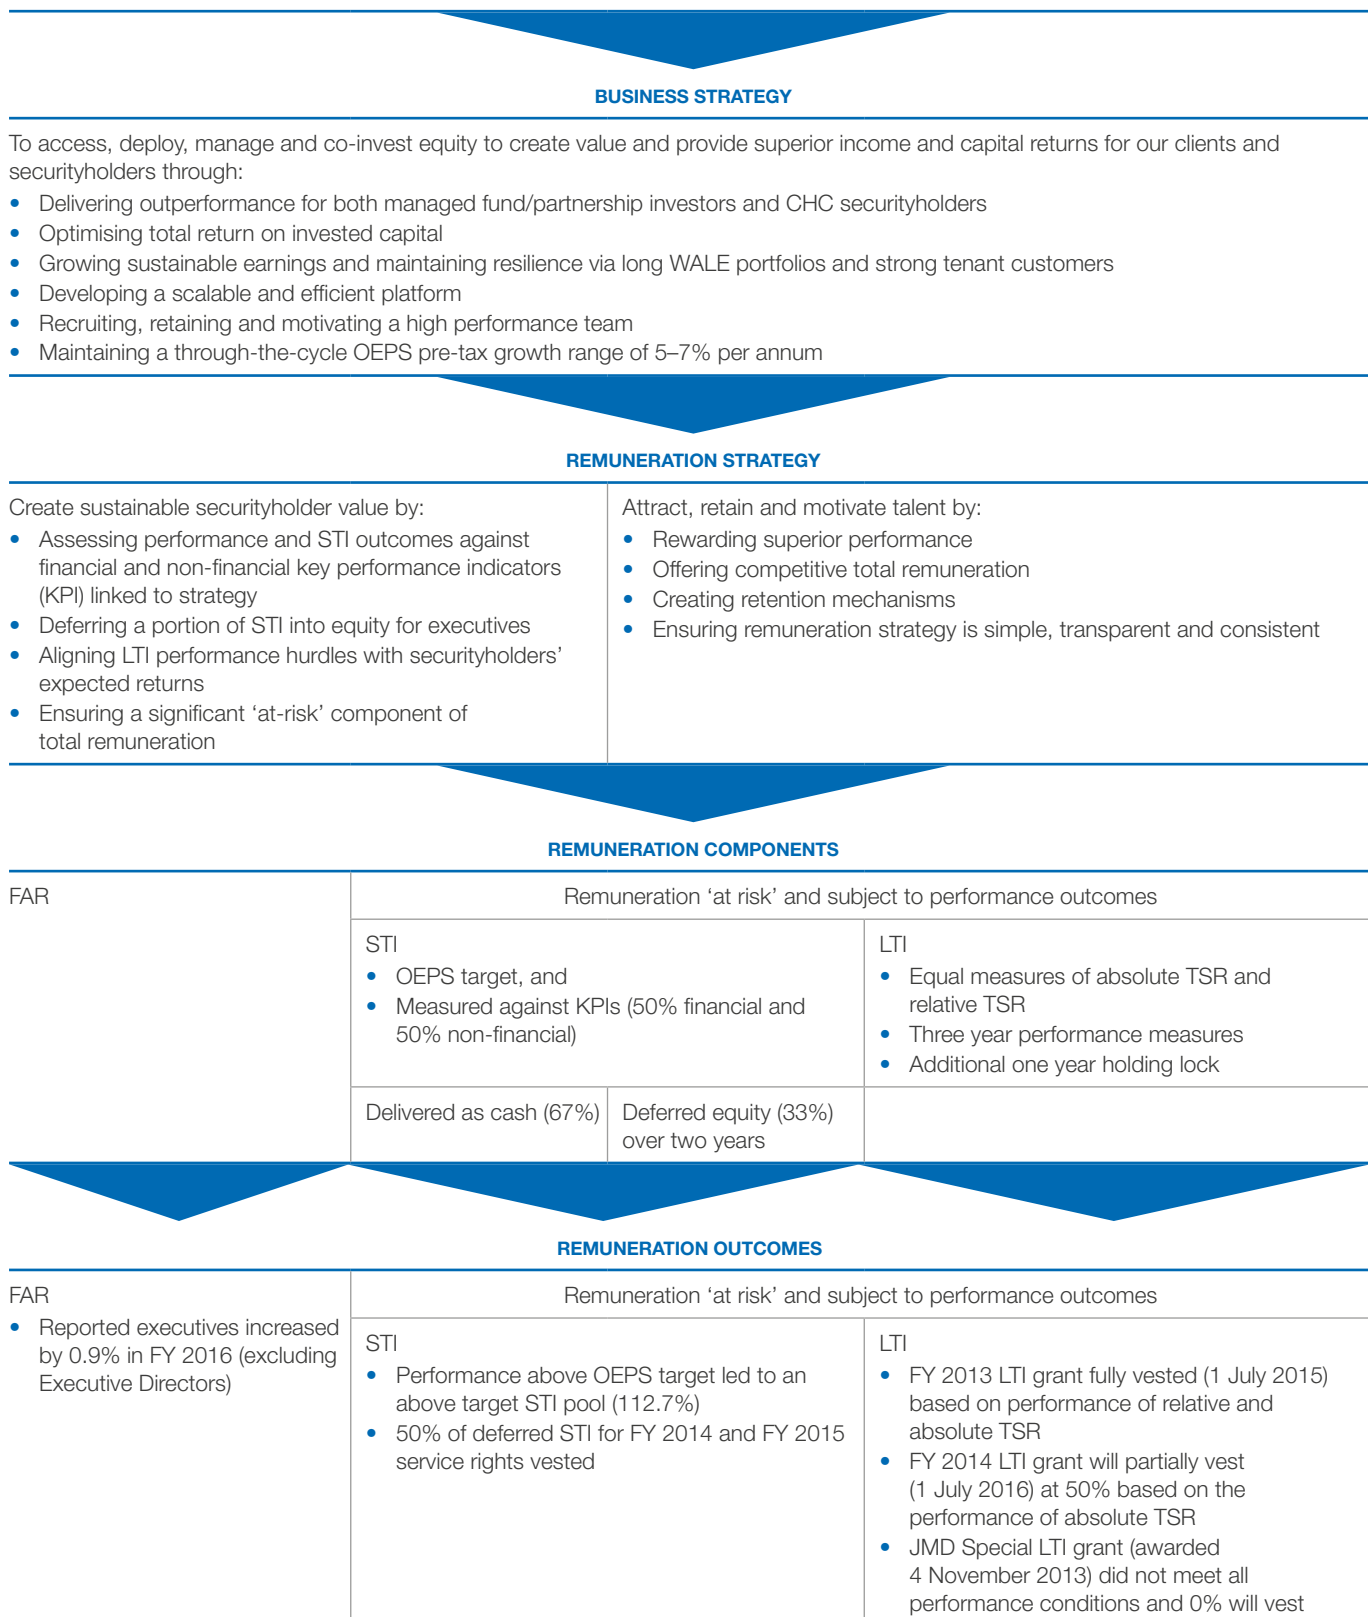 BUSINESS STRATEGY
To access, deploy, manage and co-invest equity to create value and provide superior income and capital returns for our clients and
securityholders through:
• Delivering outperformance for both managed fund/partnership investors and CHC securityholders
• Optimising total return on invested capital
• Growing sustainable earnings and maintaining resilience via long WALE portfolios and strong tenant customers
• Developing a scalable and efficient platform
• Recruiting, retaining and motivating a high performance team
• Maintaining a through-the-cycle OEPS pre-tax growth range of 5–7% per annum
REMUNERATION STRATEGY
Create sustainable securityholder value by:
• Assessing performance and STI outcomes against
financial and non-financial key performance indicators
(KPI) linked to strategy
• Deferring a portion of STI into equity for executives
• Aligning LTI performance hurdles with securityholders’
expected returns
• Ensuring a significant ‘at-risk’ component of
total remuneration
Attract, retain and motivate talent by:
• Rewarding superior performance
• Offering competitive total remuneration
• Creating retention mechanisms
• Ensuring remuneration strategy is simple, transparent and consistent
REMUNERATION COMPONENTS
FAR
Remuneration ‘at risk’ and subject to performance outcomes
STI
• OEPS target, and
• Measured against KPIs (50% financial and
50% non-financial)
LTI
• Equal measures of absolute TSR and
relative TSR
• Three year performance measures
• Additional one year holding lock
Delivered as cash (67%)
Deferred equity (33%)
over two years
REMUNERATION OUTCOMES
FAR
• Reported executives increased
by 0.9% in FY 2016 (excluding
Executive Directors)
Remuneration ‘at risk’ and subject to performance outcomes
STI
• Performance above OEPS target led to an
above target STI pool (112.7%)
• 50% of deferred STI for FY 2014 and FY 2015
service rights vested
LTI
• FY 2013 LTI grant fully vested (1 July 2015)
based on performance of relative and
absolute TSR
• FY 2014 LTI grant will partially vest
(1 July 2016) at 50% based on the
performance of absolute TSR
• JMD Special LTI grant (awarded
4 November 2013) did not meet all
performance conditions and 0% will vest